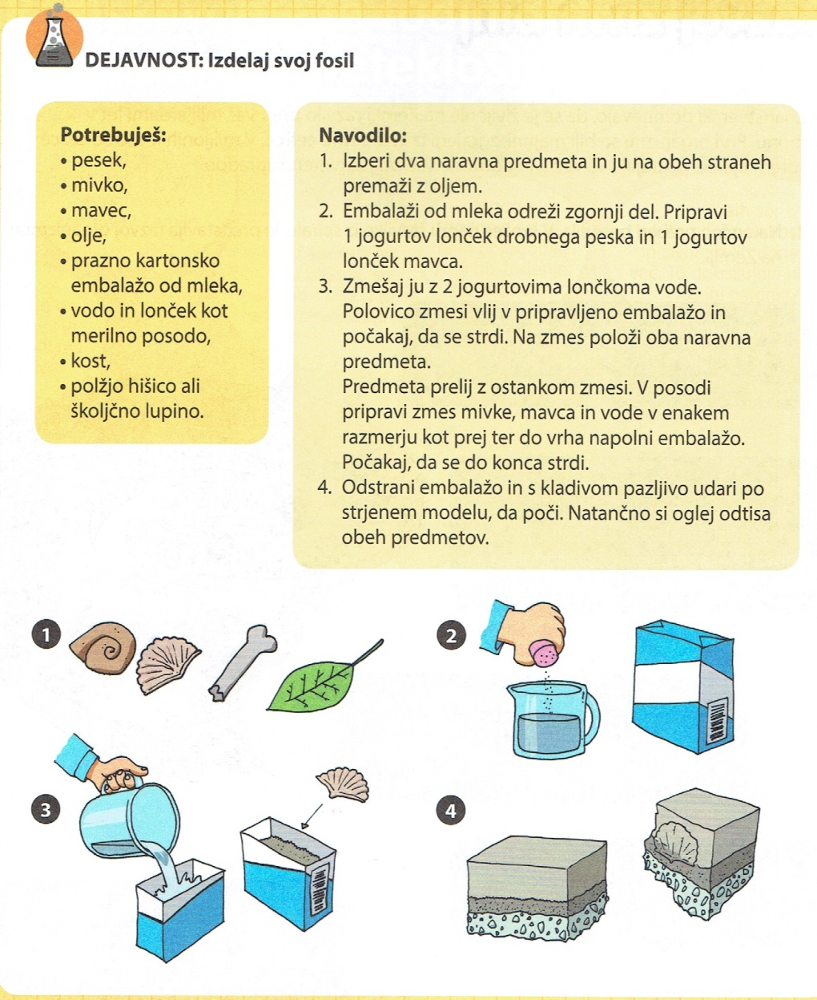 DEJAVNOST: Izdelaj svoj fosil
Potrebuješ:
• pesek,
• mivko,
• mavec,
• olje,
• prazno kartonsko
embalažo od mleka,
• vodo in lonček kot
merilno posodo,
• kost,
• polžjo hišico ali
školjčno lupino.
Navodilo:
1. Izberi dva naravna predmeta in ju na obeh straneh
premaži z oljem.
2. Embalaži od mleka odreži zgornji del. Pripravi
1 jogurtov lonček drobnega peska in 1 jogurtov
lonček mavca.
3. Zmešaj ju z 2 jogurtovima lončkoma vode.
Polovico zmesi vlij v pripravljeno embalažo in
počakaj, da se strdi. Na zmes položi oba naravna
predmeta.
Predmeta prelij z ostankom zmesi. V posodi
pripravi zmes mivke, mavca in vode v enakem
razmerju kot prej ter do vrha napolni embalažo.
Počakaj, da se do konca strdi.
4. Odstrani embalažo in s kladivom pazljivo udari po
strjenem modelu, da poči. Natančno si oglej odtisa
obeh predmetov.
1
2
3
4